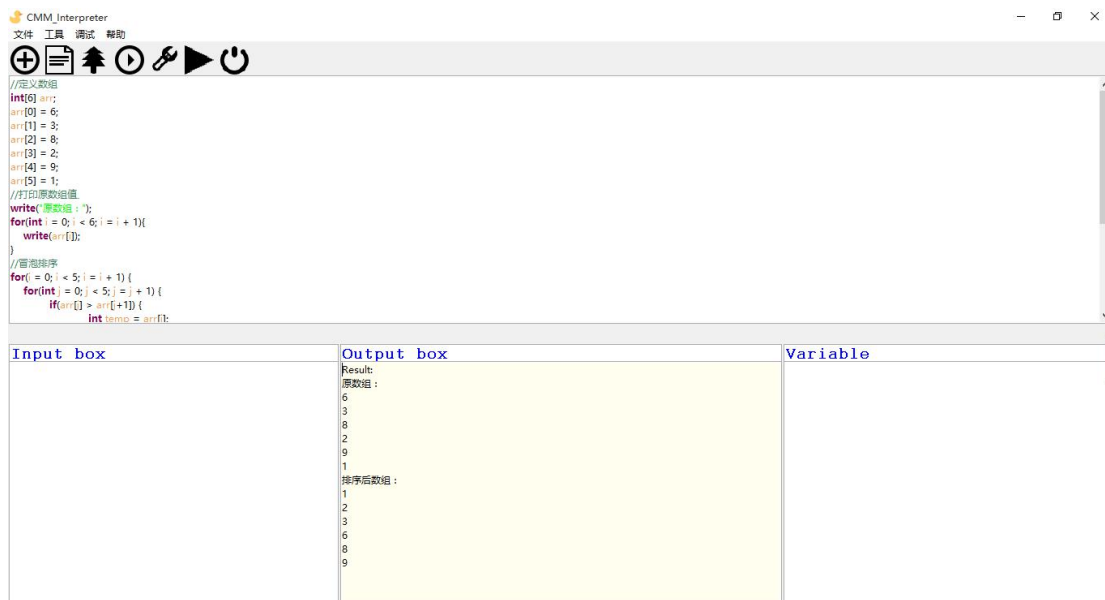 CMM_Interpreter
文件 工具 调试 帮助
//定义数组
int[6] arr;
arr[0] = 6;
arr[1] = 3;
arr[2] = 8;
arr[3] = 2;
arr[4] = 9;
arr[5] = 1;
//打印原数组值
write("原数组：");
for(int i = 0; i < 6; i = i + 1){
write(arr[i]);
}
//冒泡排序
for(i = 0; i < 5; i = i + 1) {
for(int j = 0; j < 5; j = j + 1) {
if(arr[j] > arr[j+1]) {
int temp = arr[j];
Input box
Output box
Variable
Result:
原数组：
6
3
8
2
9
1
排序后数组：
1
2
3
6
8
9